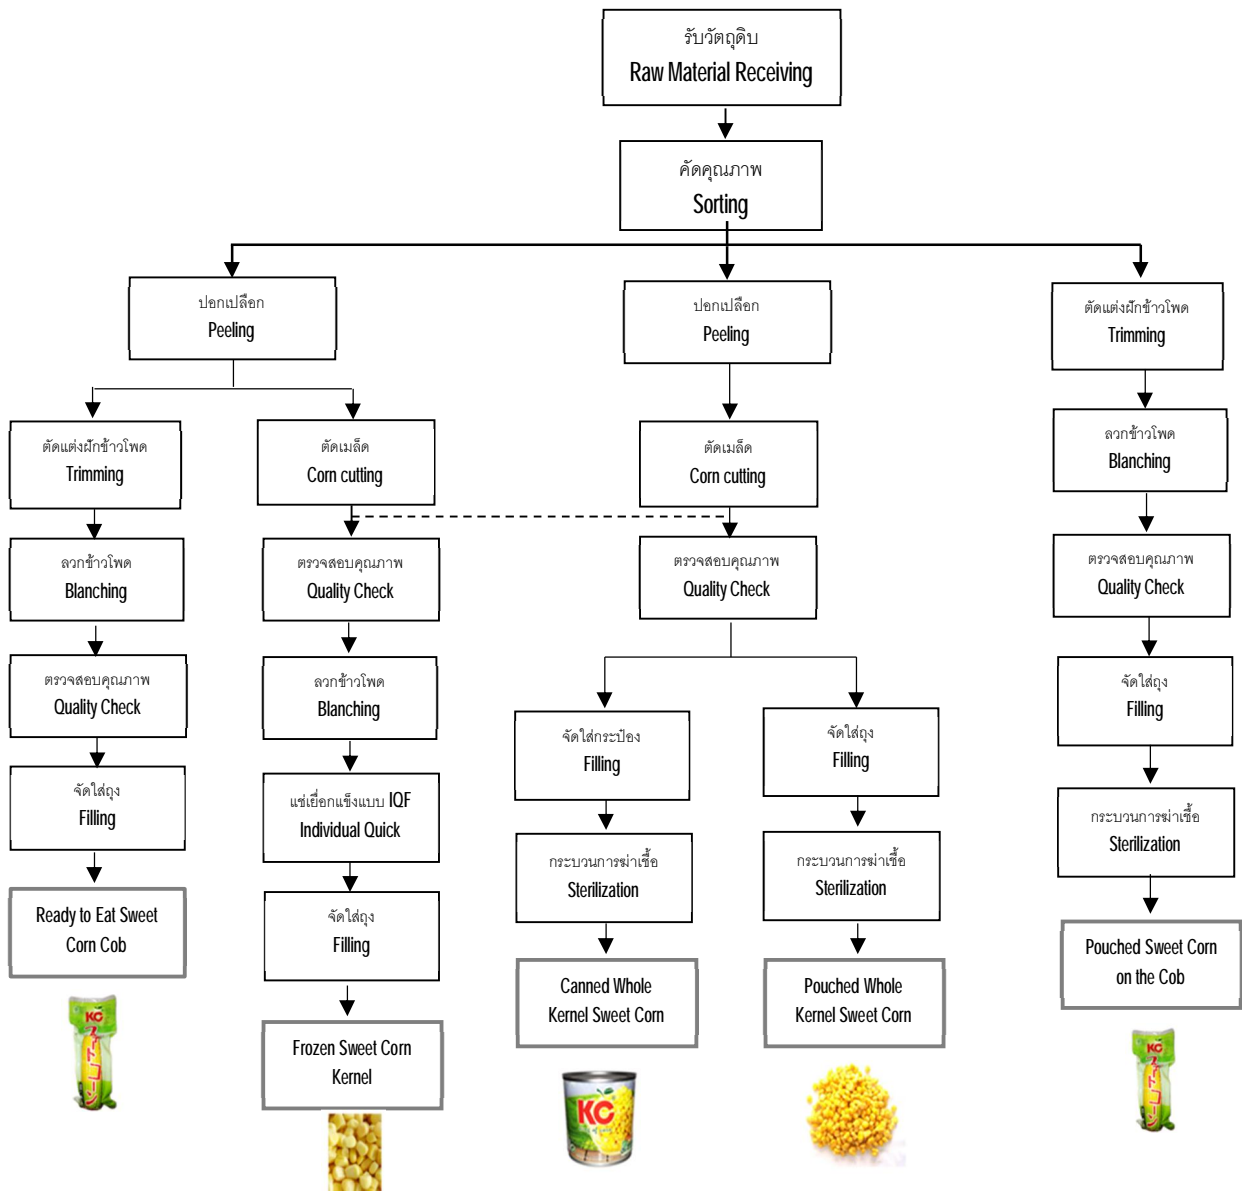 รับวัตถุดิบ
Raw Material Receiving
คัดคุณภาพ
Sorting
ปอกเปลือก
Peeling
ปอกเปลือก
Peeling
ตัดแต่งฝักข้าวโพด
Trimming
ตัดแต่งฝักข้าวโพด
Trimming
ตัดเมล็ด
Corn cutting
ตัดเมล็ด
Corn cutting
ลวกข้าวโพด
Blanching
ลวกข้าวโพด
Blanching
ตรวจสอบคุณภาพ
Quality Check
ตรวจสอบคุณภาพ
Quality Check
ตรวจสอบคุณภาพ
Quality Check
ตรวจสอบคุณภาพ
Quality Check
ลวกข้าวโพด
Blanching
จัดใส่กระป๋อง
Filling
จัดใส่ถุง
Filling
จัดใส่ถุง
Filling
จัดใส่ถุง
Filling
แช่เยื่อกแข็งแบบ IQF
Individual Quick
กระบวนการฆ่าเชื้อ
Sterilization
กระบวนการฆ่าเชื้อ
Sterilization
กระบวนการฆ่าเชื้อ
Sterilization
Ready to Eat Sweet
Corn Cob
จัดใส่ถุง
Filling
Canned Whole
Kernel Sweet Corn
Pouched Whole
Kernel Sweet Corn
Pouched Sweet Corn
on the Cob
Frozen Sweet Corn
Kernel
KC
スイートコーン
KC
KC
スイートコーン